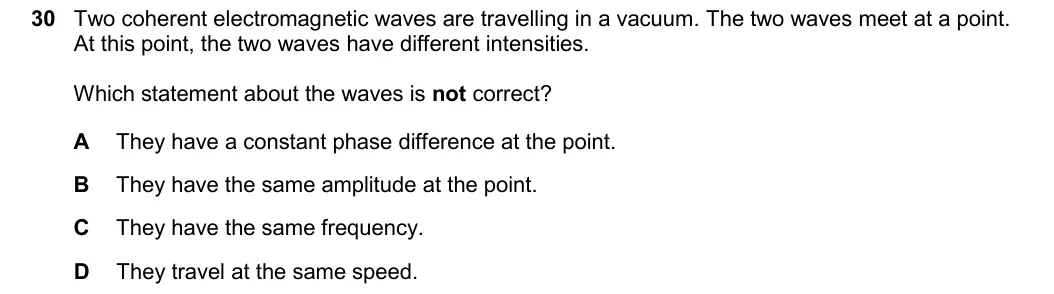 30 Two coherent electromagnetic waves are travelling in a vacuum. The two waves meet at a point.
At this point, the two waves have different intensities.
Which statement about the waves is not correct?
A They have a constant phase difference at the point.
B They have the same amplitude at the point.
C They have the same frequency.
D They travel at the same speed.